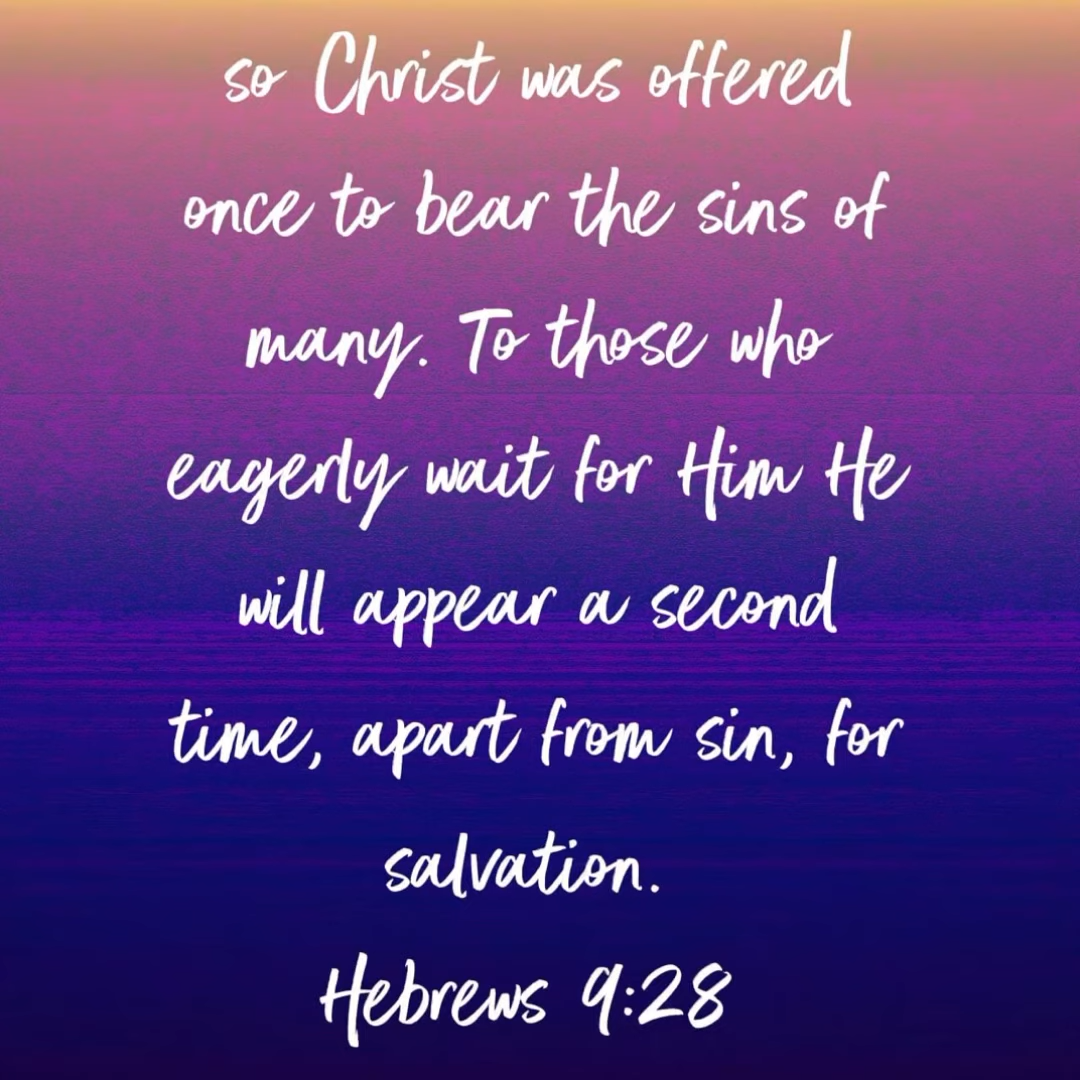 so Christ was offered
once to bear the sins of
many. To those who
eagerly wait for Him He
will appear a second
time, apart from sin, for
salvation.
Hebrews 9:28